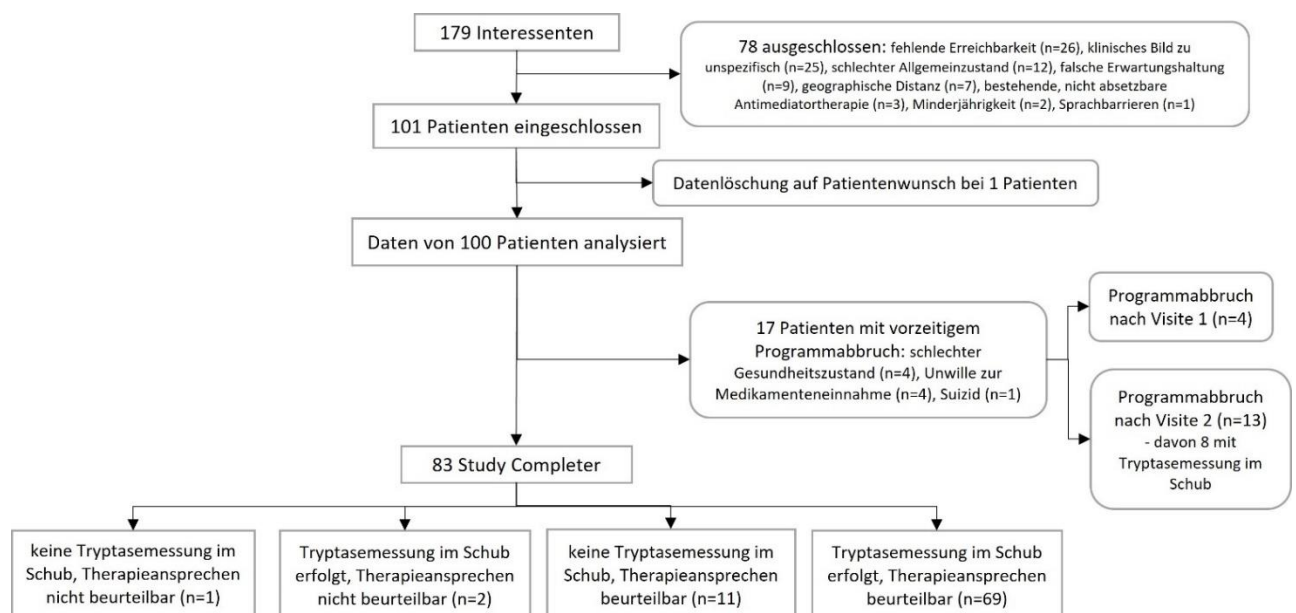 179 Interessenten
78 ausgeschlossen: fehlende Erreichbarkeit (n=26), klinisches Bild zu
unspezifisch (n=25), schlechter Allgemeinzustand (n=12), falsche Erwartungshaltung
(n=9), geographische Distanz (n=7), bestehende, nicht absetzbare
Antimediatortherapie (n=3), Minderjährigkeit (n=2), Sprachbarrieren (n=1)
101 Patienten eingeschlossen
Datenlöschung auf Patientenwunsch bei 1 Patienten
Daten von 100 Patienten analysiert
17 Patienten mit vorzeitigem
Programmabbruch: schlechter
Gesundheitszustand (n=4), Unwille zur
Medikamenteneinnahme (n=4), Suizid (n=1)
Programmabbruch
nach Visite 1 (n=4)
Programmabbruch
nach Visite 2 (n=13)
- davon 8 mit
Tryptasemessung im
Schub
83 Study Completer
keine Tryptasemessung im
Schub, Therapieansprechen
nicht beurteilbar (n=1)
Tryptasemessung im Schub
erfolgt, Therapieansprechen
nicht beurteilbar (n=2)
keine Tryptasemessung im
Schub, Therapieansprechen
beurteilbar (n=11)
Tryptasemessung im Schub
erfolgt, Therapieansprechen
beurteilbar (n=69)